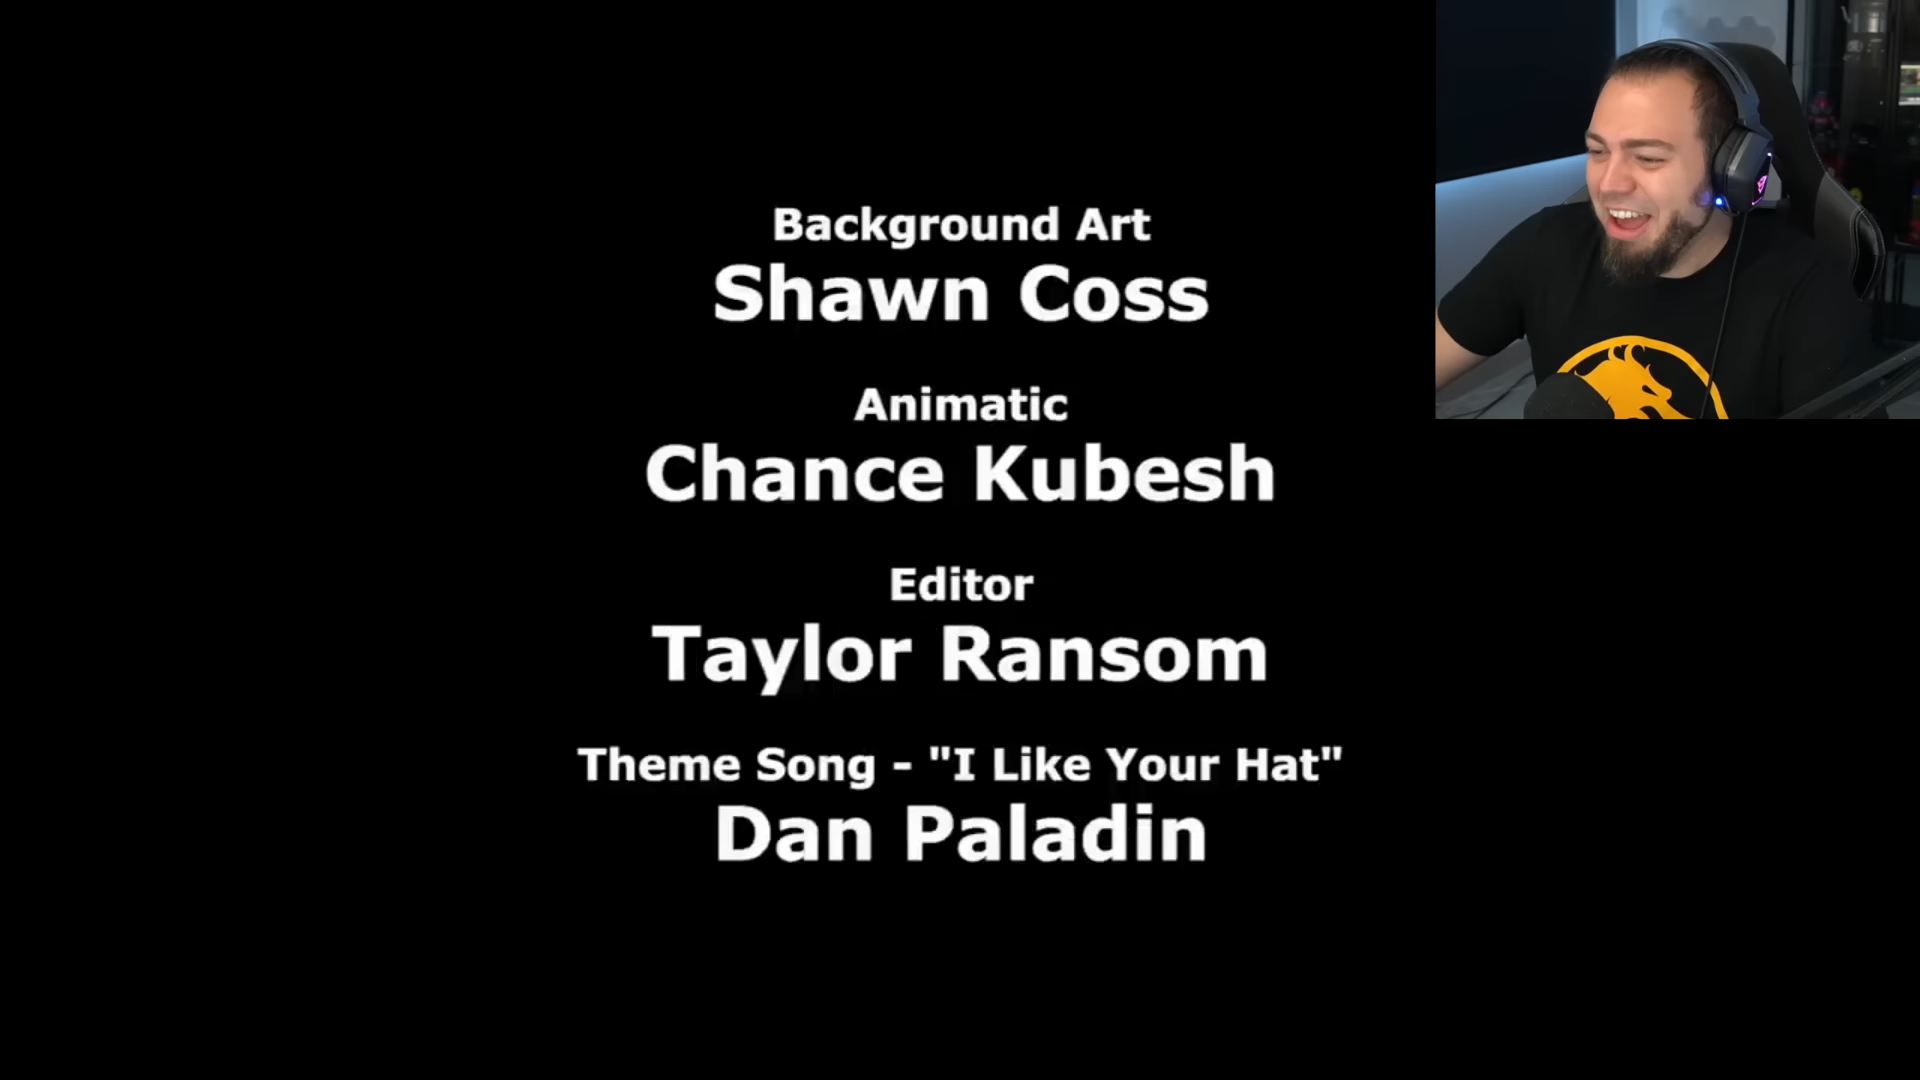 Background Art
Shawn Coss
Animatic
Chance Kubesh
Editor
Taylor Ransom
Theme Song - "I Like Your Hat"
Dan Paladin